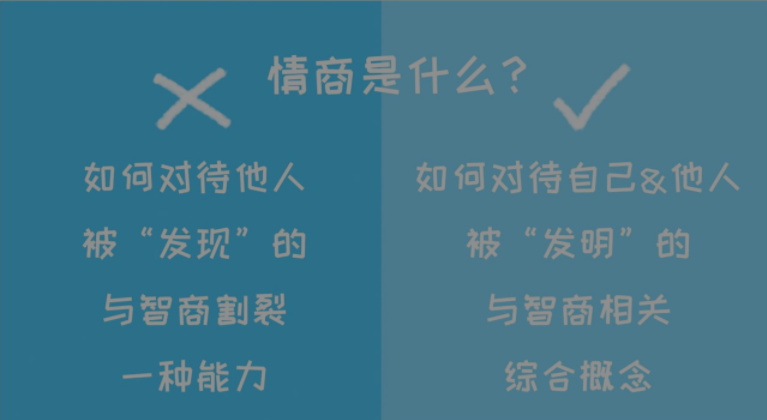 情商是什么?
如何对待他人
被“发现”的
与智商割裂
一种能力
如何对待自己&他人
被“发明”的
与智商相关
综合概念